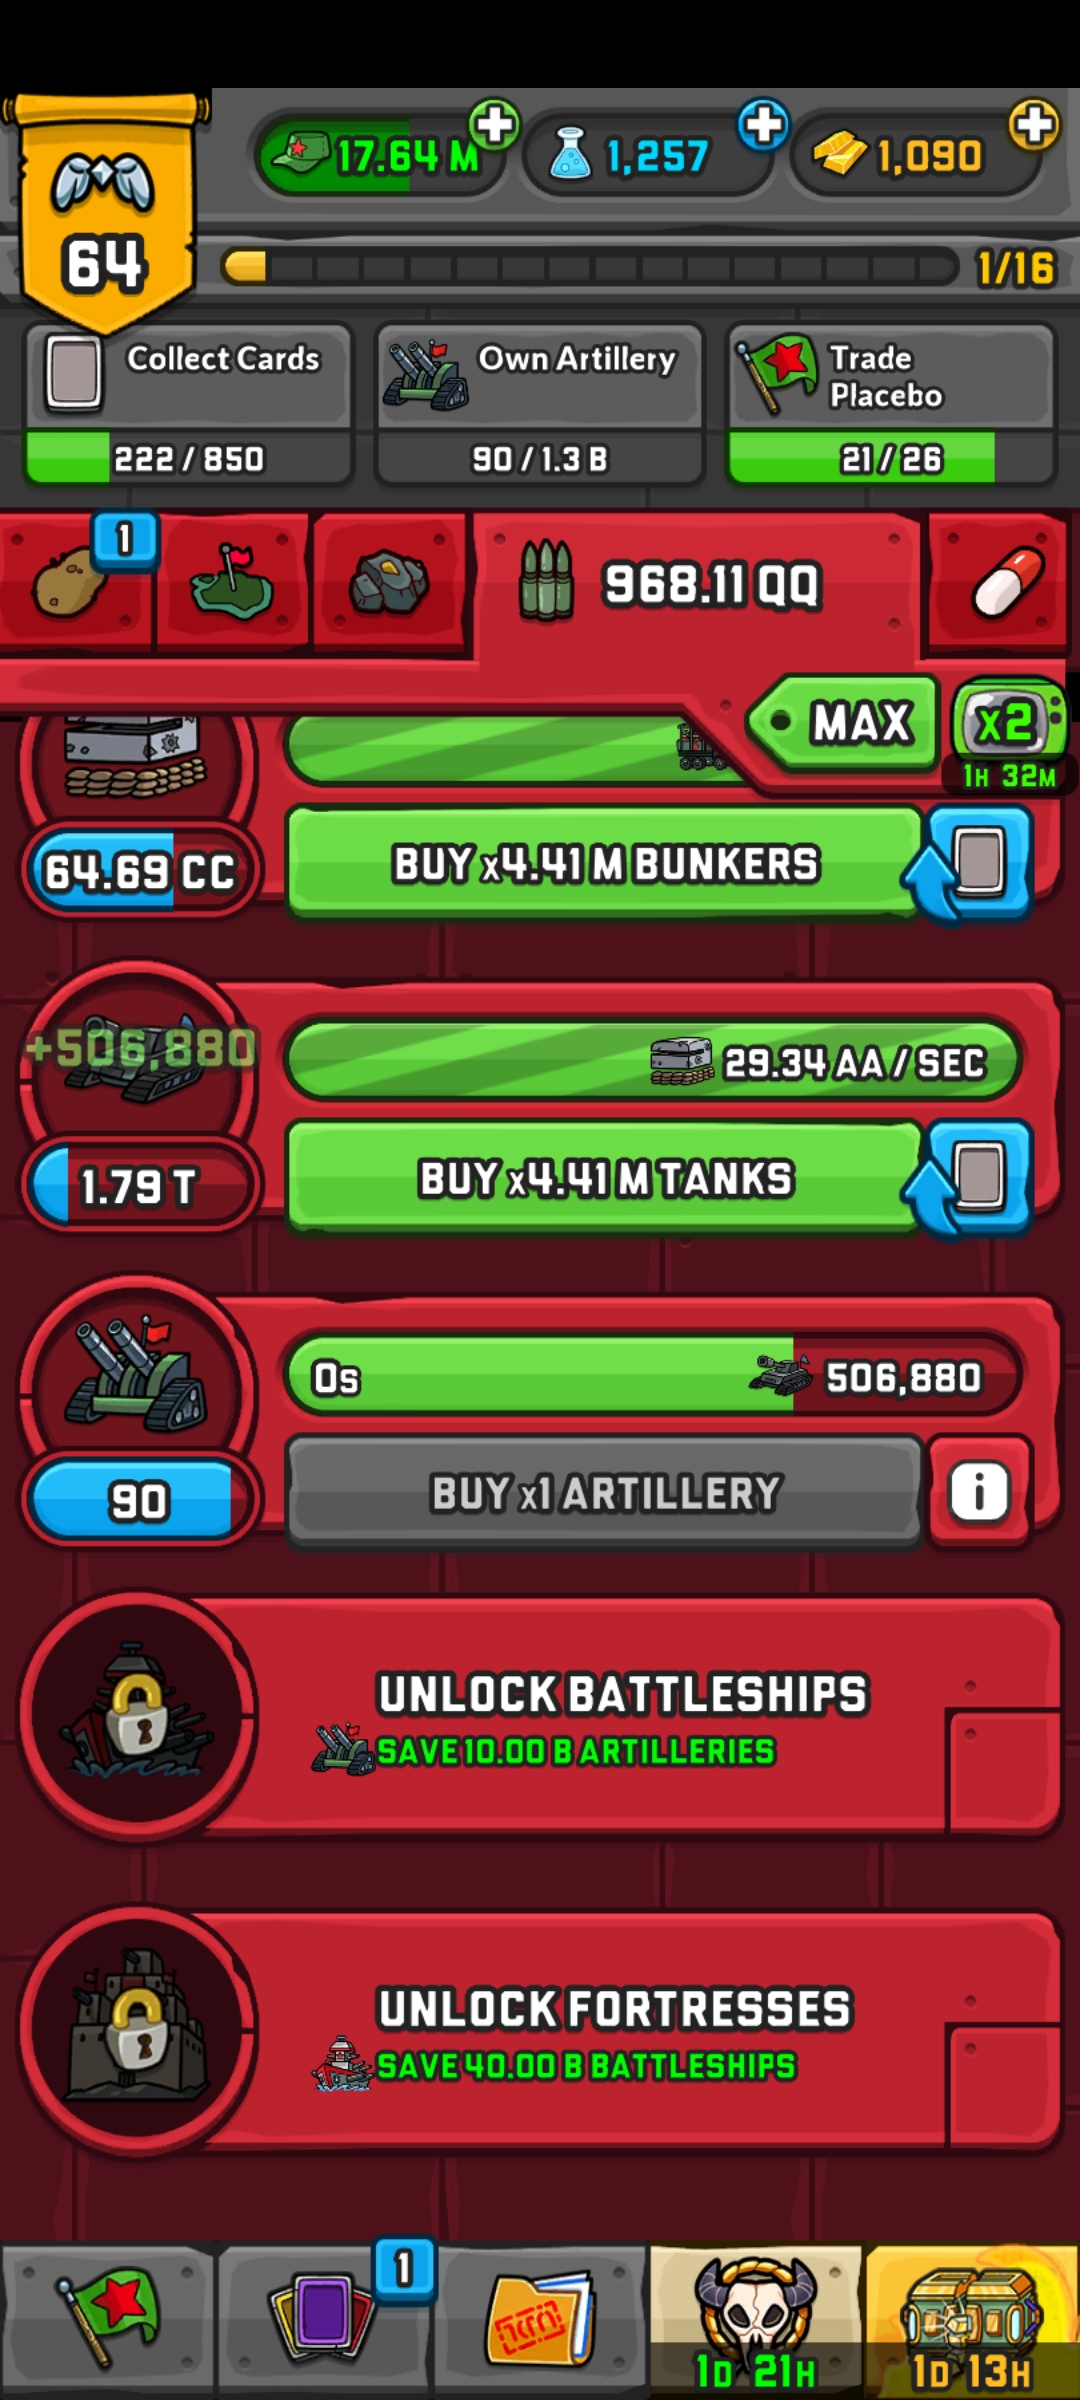 64
17.64 M
1,257
1,090
1/16
Collect Cards
222 / 850
Own Artillery
90 / 1.3 B
Trade
Placebo
21 / 26
1
968.11 QQ
MAX
x2
1H 32M
64.69 CC
BUY x4.41 M BUNKERS
+506,880
29.34 AA / SEC
1.79 T
BUY x4.41 M TANKS
0s
506,880
90
BUY x1 ARTILLERY
i
UNLOCK BATTLESHIPS
SAVE 10.00 B ARTILLERIES
UNLOCK FORTRESSES
SAVE 40.00 B BATTLESHIPS
1
1D 21H
1D 13H